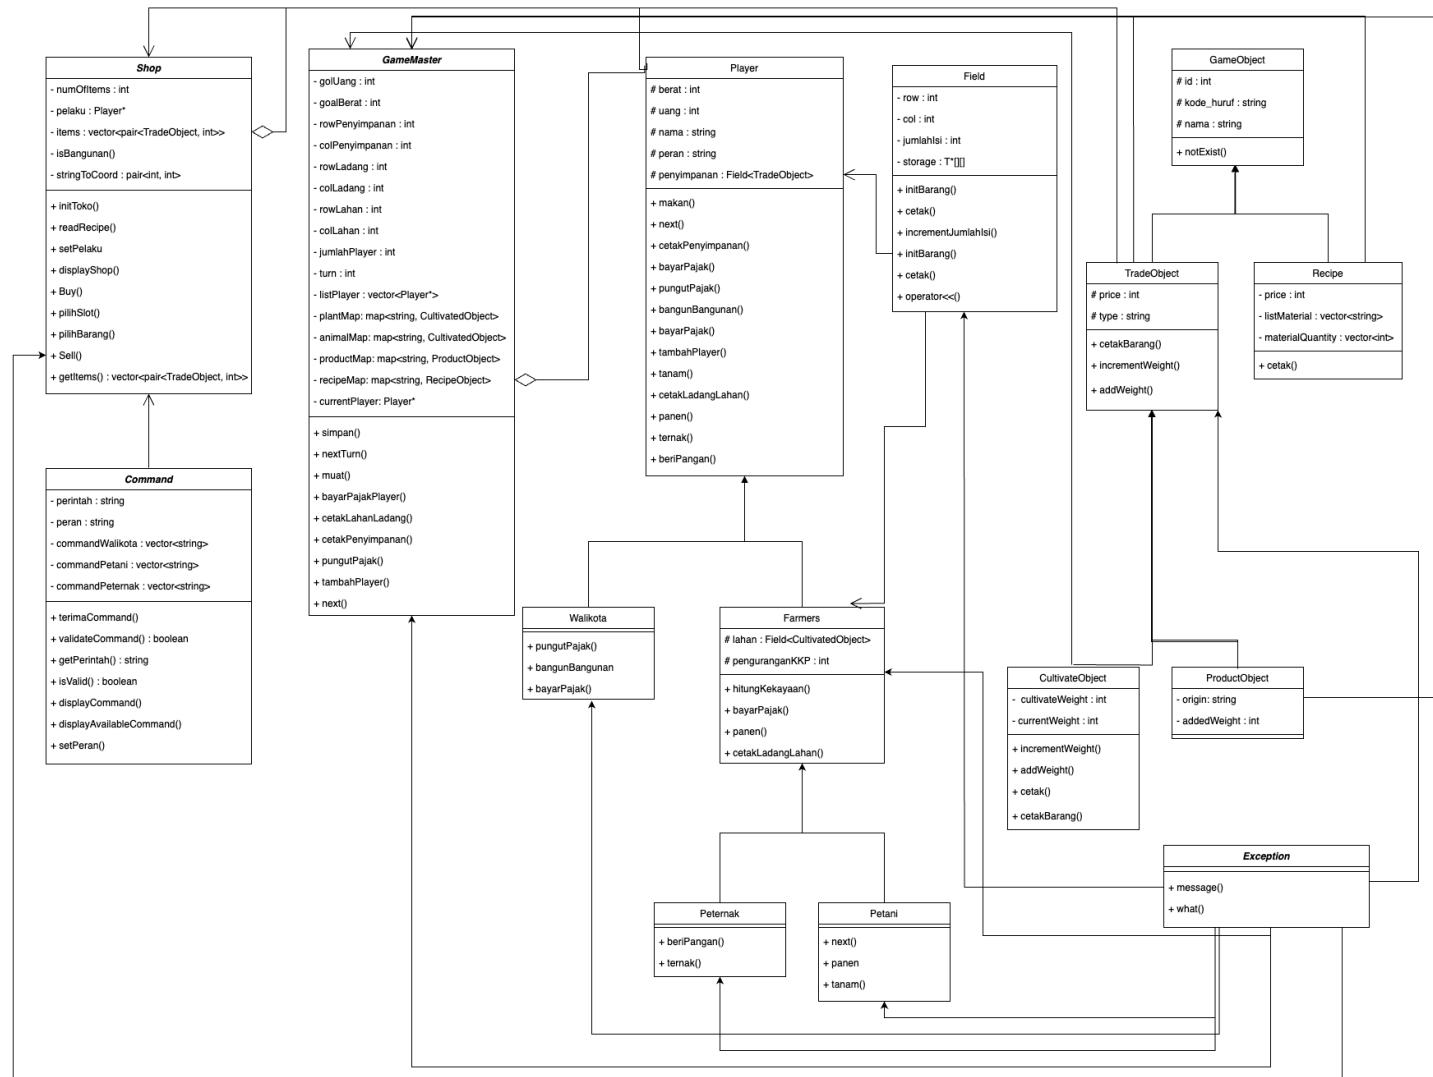 Shop
- numOfItems : int
- pelaku : Player*
- items : vector<pair<TradeObject, int>>
- isBangunan()
- stringToCoord : pair<int, int>
+ initToko()
+ readRecipe()
+ setPelaku
+ displayShop()
+ Buy()
+ pilihSlot()
+ pilihBarang()
+ Sell()
+ getItems() : vector<pair<TradeObject, int>>
Command
- perintah : string
- peran : string
- commandWalikota : vector<string>
- commandPetani : vector<string>
- commandPeternak : vector<string>
+ terimaCommand()
+ validateCommand() : boolean
+ getPerintah() : string
+ isValid() : boolean
+ displayCommand()
+ displayAvailableCommand()
+ setPeran()
GameMaster
- golUang : int
- goalBerat : int
- rowPenyimpanan : int
- colPenyimpanan : int
- rowLadang : int
- colLadang : int
- rowLahan : int
- colLahan : int
- jumlahPlayer : int
- turn : int
- listPlayer : vector<Player*>
- plantMap: map<string, CultivatedObject)
- animalMap: map<string, CultivatedObject)
- productMap: map<string, ProductObject)
- recipeMap: map<string, RecipeObject)
- currentPlayer: Player*
+ simpan()
+ nextTurn()
+ muat()
+ bayarPajakPlayer()
+ cetakLahanLadang()
+ cetakPenyimpanan()
+ pungutPajak()
+ tambahPlayer()
+ next()
Player
# berat : int
# uang : int
# nama : string
# peran : string
# penyimpanan : Field<TradeObject>
+ makan()
+ next()
+ cetakPenyimpanan()
+ bayarPajak()
+ pungutPajak()
+ bangunBangunan()
+ bayarPajak()
+ tambahPlayer()
+ tanam()
+ cetakLadangLahan()
+ panen()
+ ternak()
+ beriPangan()
Field
- row : int
- col : int
- jumlahIsi : int
- storage : T*[][]
+ initBarang()
+ cetak()
+ incrementJumlahIsi()
+ initBarang()
+ cetak()
+ operator<<()
GameObject
# id : int
# kode_huruf : string
# nama : string
+ notExist()
TradeObject
# price : int
# type : string
+ cetakBarang()
+ incrementWeight()
+ addWeight()
Recipe
- price : int
- listMaterial : vector<string>
- materialQuantity : vector<int>
+ cetak()
Walikota
+ pungutPajak()
+ bangunBangunan
+ bayarPajak()
Farmers
# lahan : Field<CultivatedObject>
# penguranganKKP : int
+ hitungKekayaan()
+ bayarPajak()
+ panen()
+ cetakLadangLahan()
CultivateObject
- cultivateWeight : int
- currentWeight : int
+ incrementWeight()
+ addWeight()
+ cetak()
+ cetakBarang()
ProductObject
- origin: string
- addedWeight : int
Exception
+ message()
+ what()
Peternak
+ beriPangan()
+ ternak()
Petani
+ next()
+ panen
+ tanam()